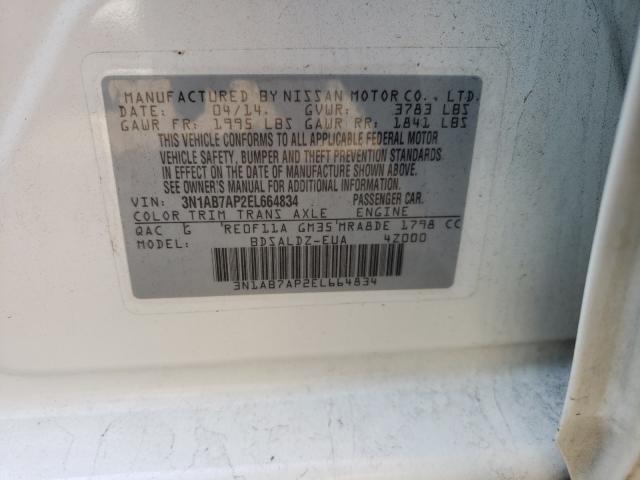 MANUFACTURED BY NISSAN MOTOR CO., LTD.
DATE: 04/14. GVWR: 3783 LBS
GAWR FR: 1995 LBS GAWR RR: 1841 LBS
THIS VEHICLE CONFORMS TO ALL APPLICABLE FEDERAL MOTOR
VEHICLE SAFETY, BUMPER AND THEFT PREVENTION STANDARDS
IN EFFECT ON THE DATE OF MANUFACTURE SHOWN ABOVE.
SEE OWNER'S MANUAL FOR ADDITIONAL INFORMATION.
VIN: 3N1AB7AP2EL664834 PASSENGER CAR.
COLOR TRIM TRANS AXLE ENGINE
QAC G RE0F11A GM35 MRA8DE 1798 CC
MODEL: BDSALDZ-EUA 4Z000
3N1AB7AP2EL664834